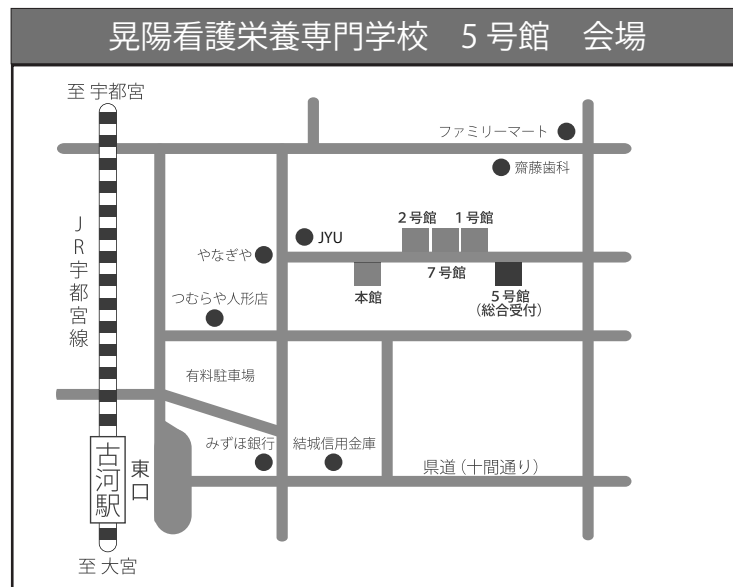 晃陽看護栄養専門学校　5号館　会場
至 宇都宮
ファミリーマート
齋藤歯科
2号館
1号館
JYU
やなぎや
7号館
本館
5号館
(総合受付)
つむらや人形店
JR宇都宮線
有料駐車場
みずほ銀行
結城信用金庫
県道(十間通り)
古河駅
東口
至 大宮